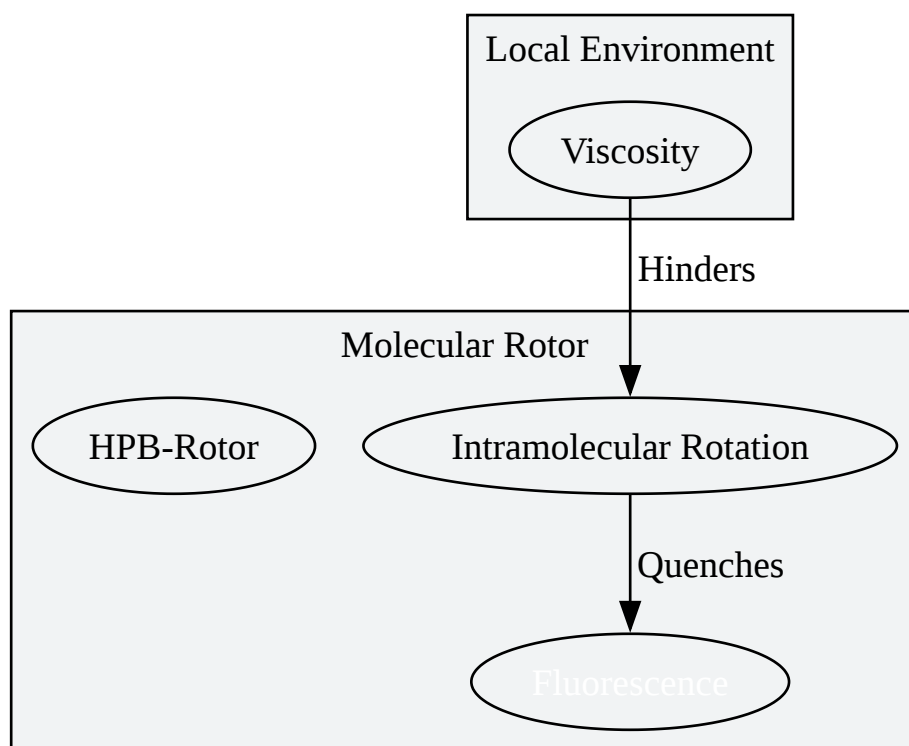 Local Environment
Viscosity
Hinders
Molecular Rotor
HPB-Rotor
Intramolecular Rotation
Quenches
Fluorescence